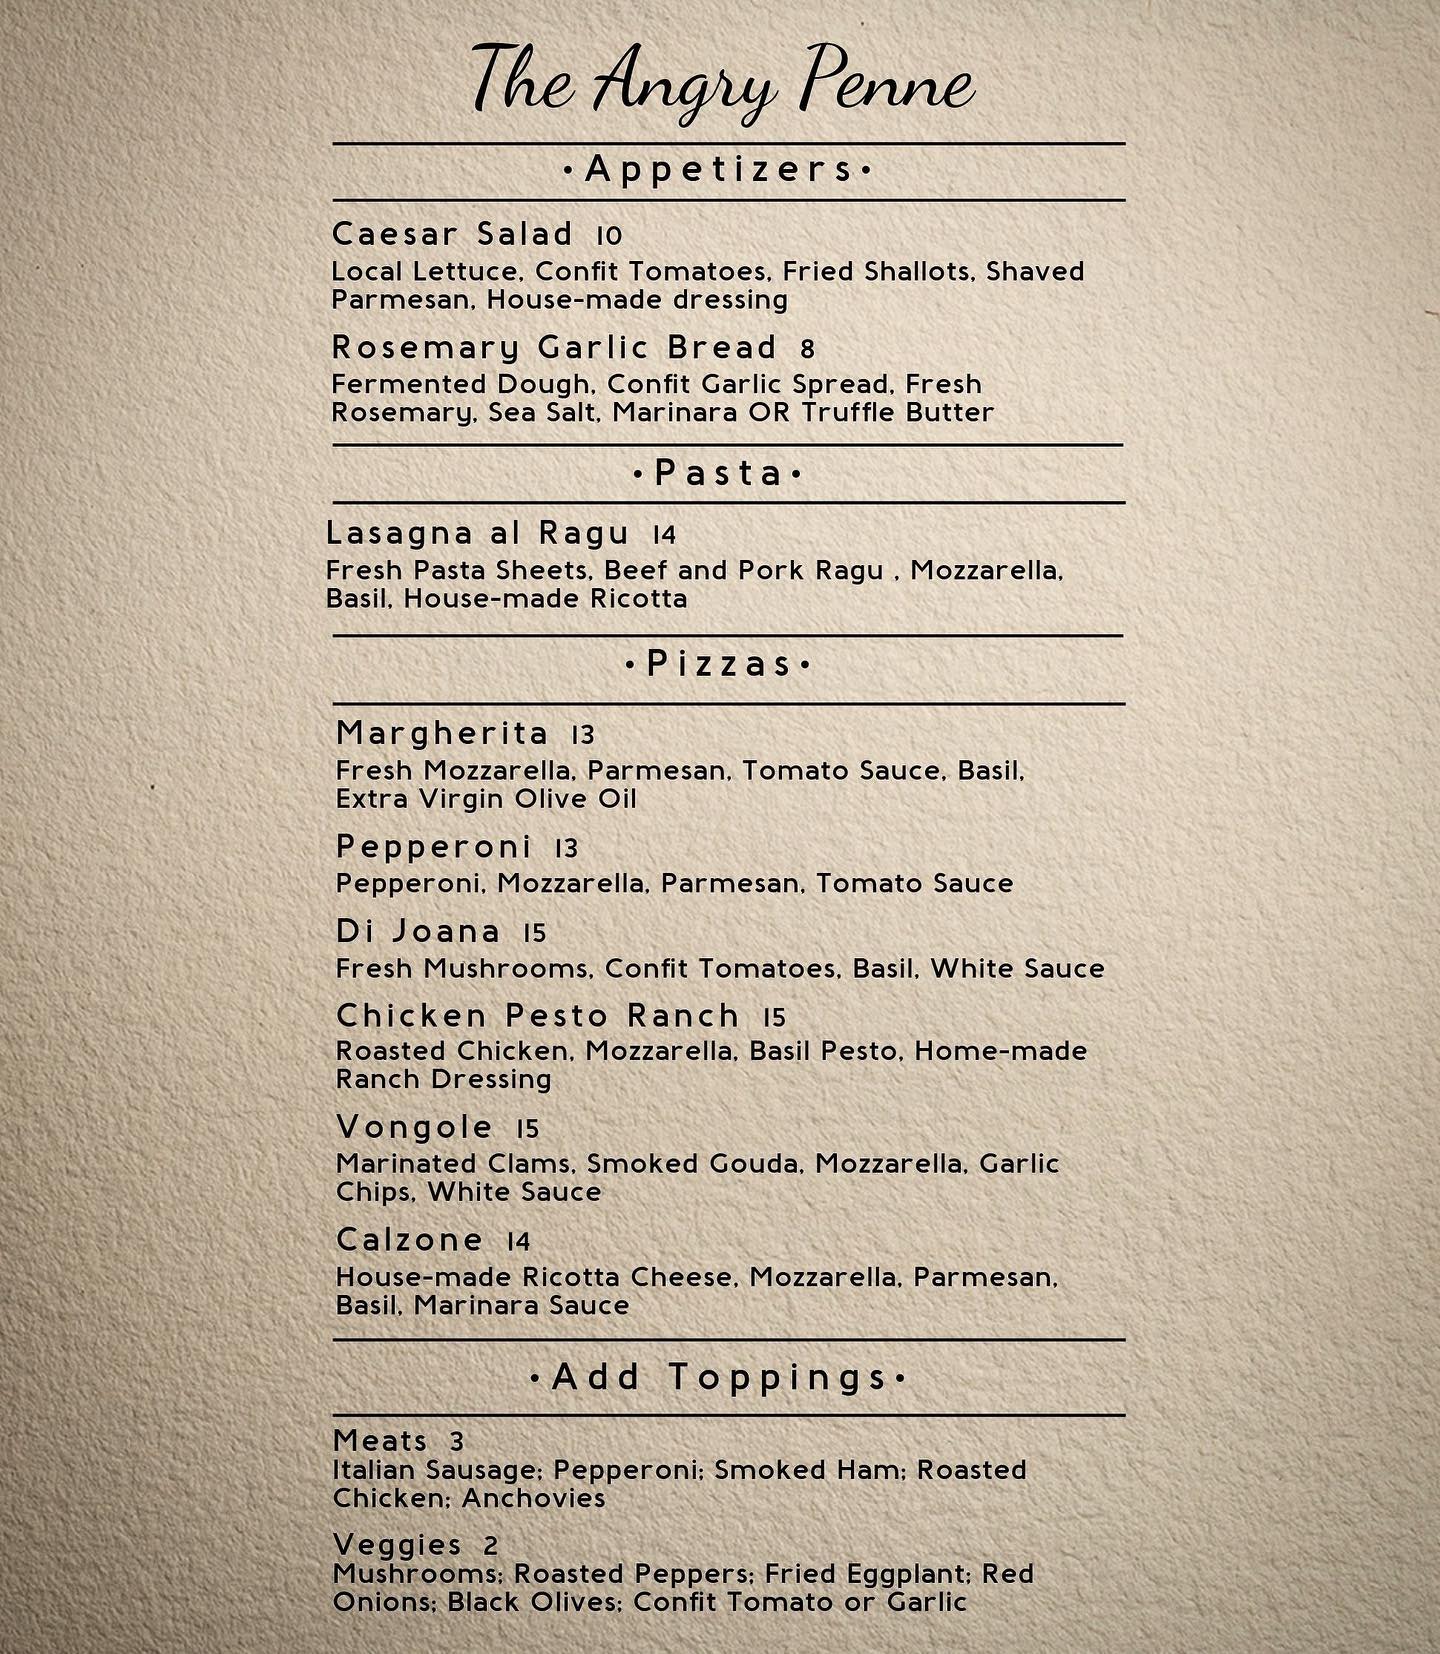 The Angry Penne
•Appetizers•
Caesar Salad 10
Local Lettuce, Confit Tomatoes, Fried Shallots, Shaved
Parmesan, House-made dressing
Rosemary Garlic Bread 8
Fermented Dough, Confit Garlic Spread, Fresh
Rosemary, Sea Salt, Marinara OR Truffle Butter
•Pasta•
Lasagna al Ragu 14
Fresh Pasta Sheets, Beef and Pork Ragu , Mozzarella,
Basil, House-made Ricotta
•Pizzas•
Margherita 13
Fresh Mozzarella, Parmesan, Tomato Sauce, Basil,
Extra Virgin Olive Oil
Pepperoni 13
Pepperoni, Mozzarella, Parmesan, Tomato Sauce
Di Joana 15
Fresh Mushrooms, Confit Tomatoes, Basil, White Sauce
Chicken Pesto Ranch 15
Roasted Chicken, Mozzarella, Basil Pesto, Home-made
Ranch Dressing
Vongole 15
Marinated Clams, Smoked Gouda, Mozzarella, Garlic
Chips, White Sauce
Calzone 14
House-made Ricotta Cheese, Mozzarella, Parmesan,
Basil, Marinara Sauce
•Add Toppings•
Meats 3
Italian Sausage; Pepperoni; Smoked Ham; Roasted
Chicken; Anchovies
Veggies 2
Mushrooms; Roasted Peppers; Fried Eggplant; Red
Onions; Black Olives; Confit Tomato or Garlic